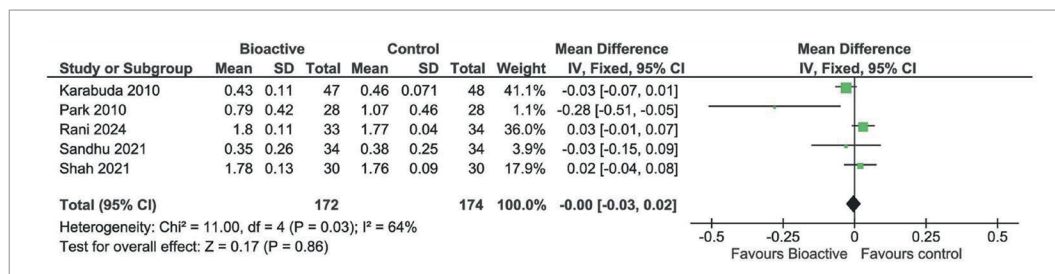 Bioactive Control Mean Difference Mean Difference
Study or Subgroup Mean SD Total Mean SD Total Weight IV, Fixed, 95% CI IV, Fixed, 95% CI
Karabuda 2010 0.43 0.11 47 0.46 0.071 48 41.1% -0.03 [-0.07, 0.01]
Park 2010 0.79 0.42 28 1.07 0.46 28 1.1% -0.28 [-0.51, -0.05]
Rani 2024 1.8 0.11 33 1.77 0.04 34 36.0% 0.03 [-0.01, 0.07]
Sandhu 2021 0.35 0.26 34 0.38 0.25 34 3.9% -0.03 [-0.15, 0.09]
Shah 2021 1.78 0.13 30 1.76 0.09 30 17.9% 0.02 [-0.04, 0.08]
Total (95% CI) 172 174 100.0% -0.00 [-0.03, 0.02]
Heterogeneity: Chi² = 11.00, df = 4 (P = 0.03); I² = 64%
Test for overall effect: Z = 0.17 (P = 0.86)
-0.5 -0.25 0 0.25 0.5
Favours Bioactive Favours control